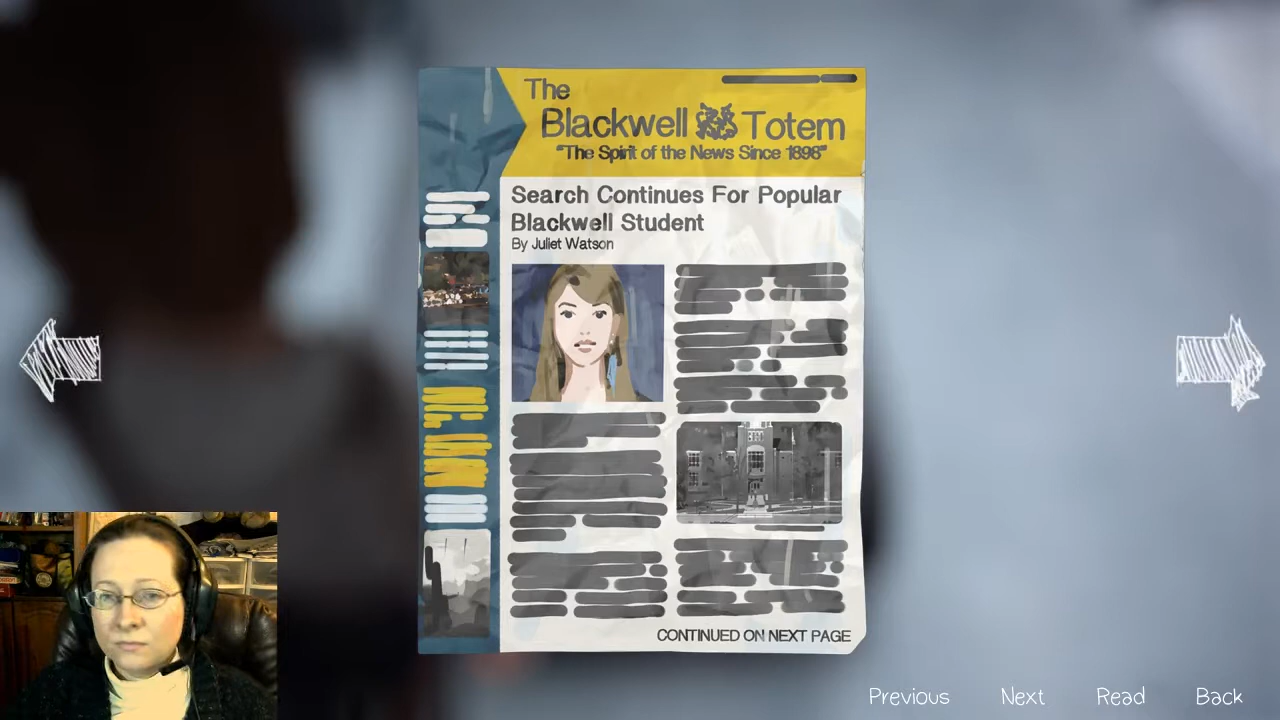 The
Blackwell Totem
"The Spirit of the News Since 1898"
Search Continues For Popular
Blackwell Student
By Juliet Watson
CONTINUED ON NEXT PAGE
Previous Next Read Back